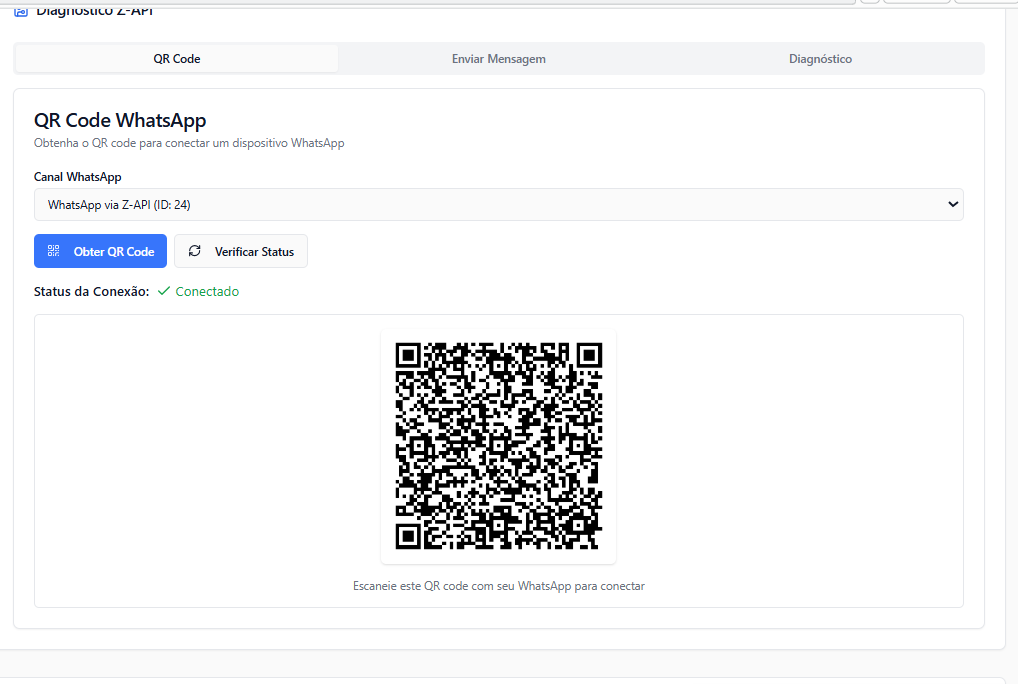 Diagnóstico Z-API
QR Code
Enviar Mensagem
Diagnóstico
QR Code WhatsApp
Obtenha o QR code para conectar um dispositivo WhatsApp
Canal WhatsApp
WhatsApp via Z-API (ID: 24)
Obter QR Code
Verificar Status
Status da Conexão: Conectado
Escaneie este QR code com seu WhatsApp para conectar